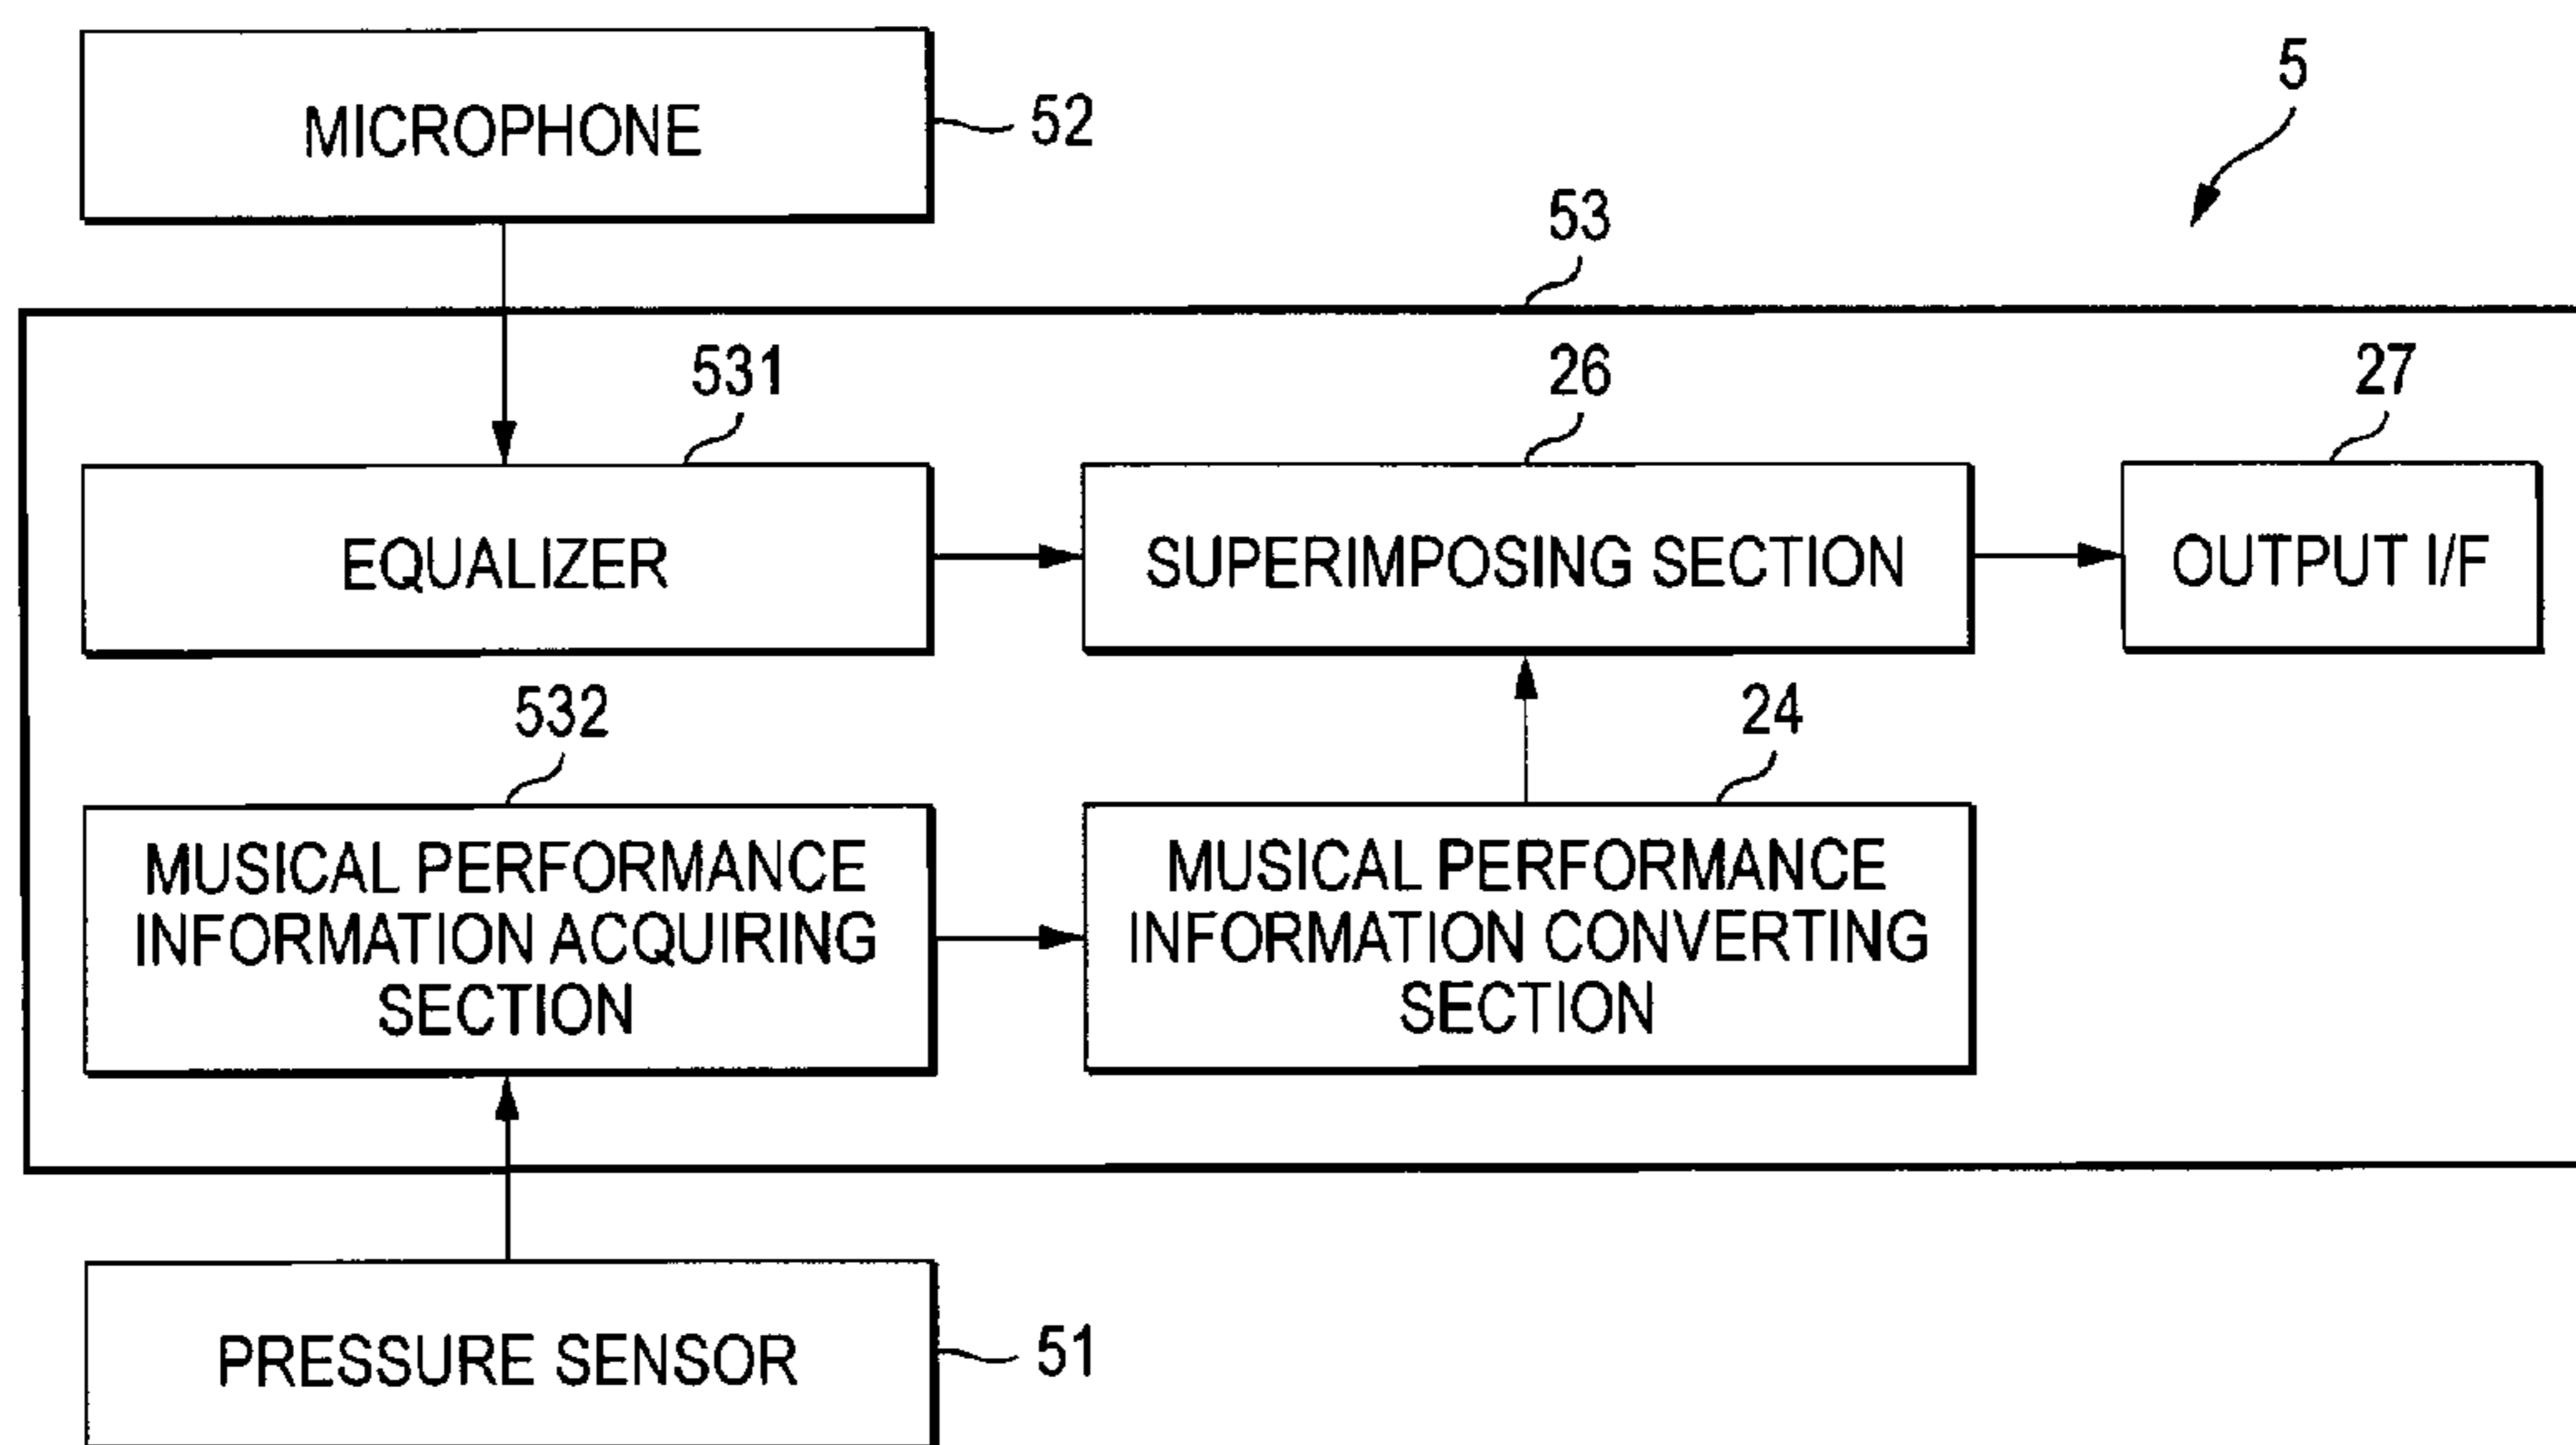 5
MICROPHONE
52
53
531
26
27
EQUALIZER
SUPERIMPOSING SECTION
OUTPUT I/F
532
24
MUSICAL PERFORMANCE
INFORMATION ACQUIRING
SECTION
MUSICAL PERFORMANCE
INFORMATION CONVERTING
SECTION
PRESSURE SENSOR
51